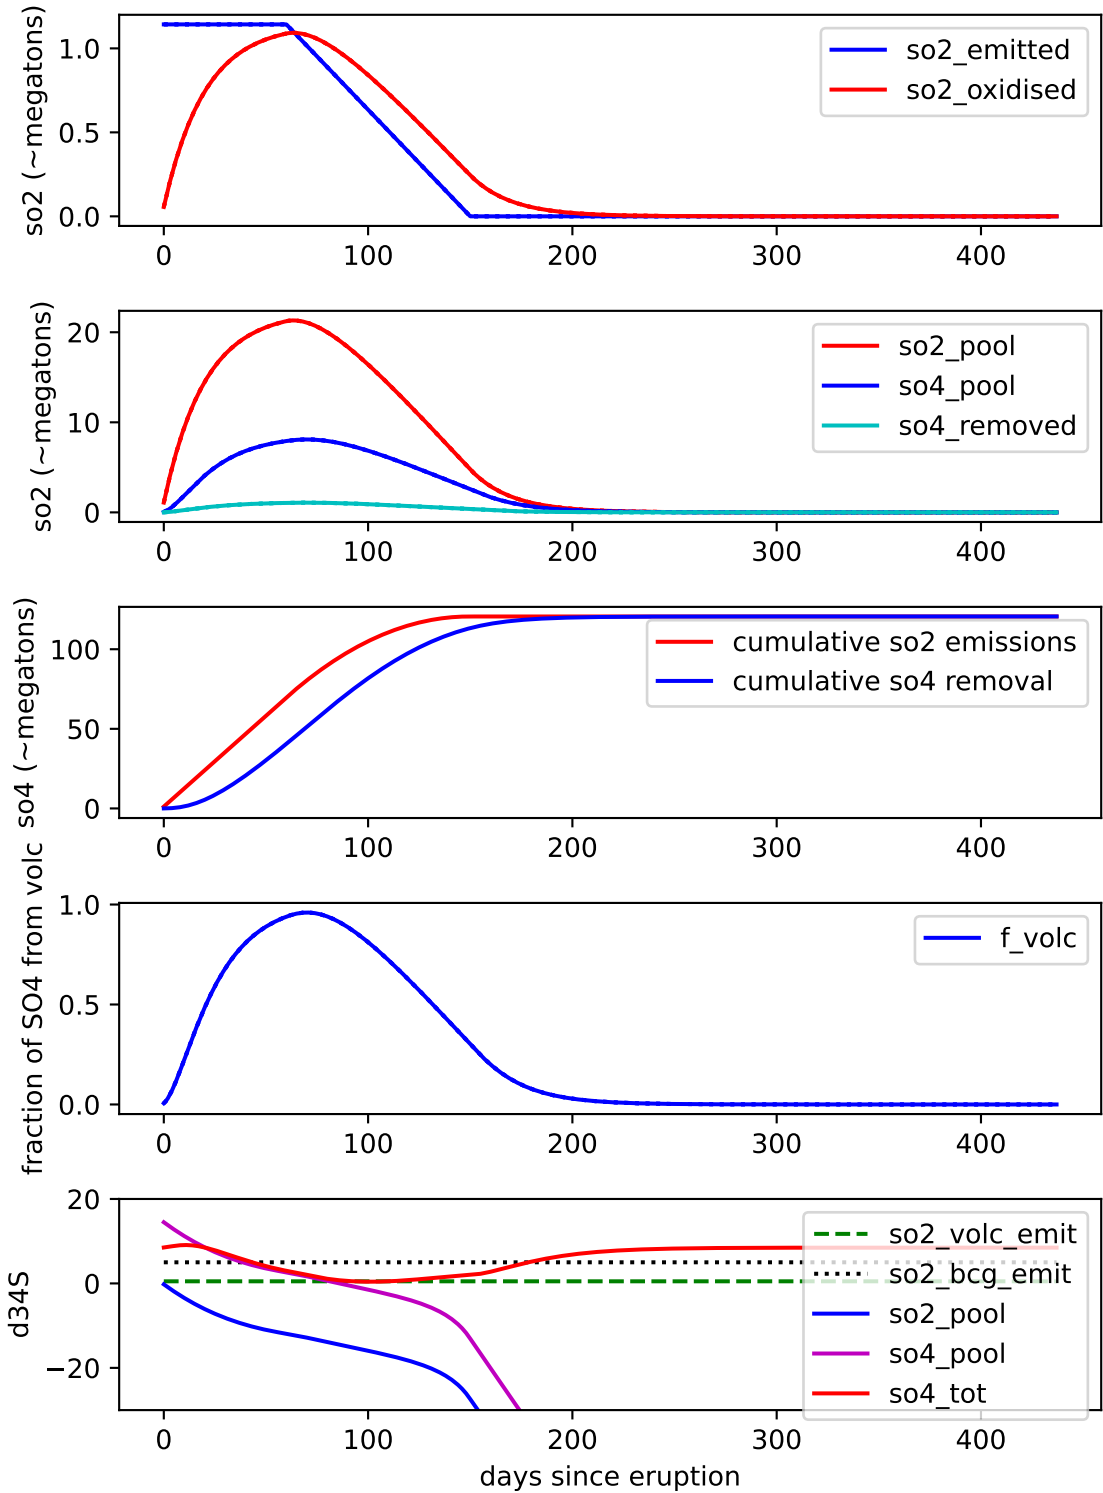 so2 (~megatons)
1.0
0.5
0.0
so2_emitted
so2_oxidised
0 100 200 300 400
so2 (~megatons)
20
10
0
so2_pool
so4_pool
so4_removed
0 100 200 300 400
so4 (~megatons)
100
50
0
cumulative so2 emissions
cumulative so4 removal
0 100 200 300 400
fraction of SO4 from volc
1.0
0.5
0.0
f_volc
0 100 200 300 400
d34S
20
0
−20
so2_volc_emit
so2_bcg_emit
so2_pool
so4_pool
so4_tot
0 100 200 300 400
days since eruption